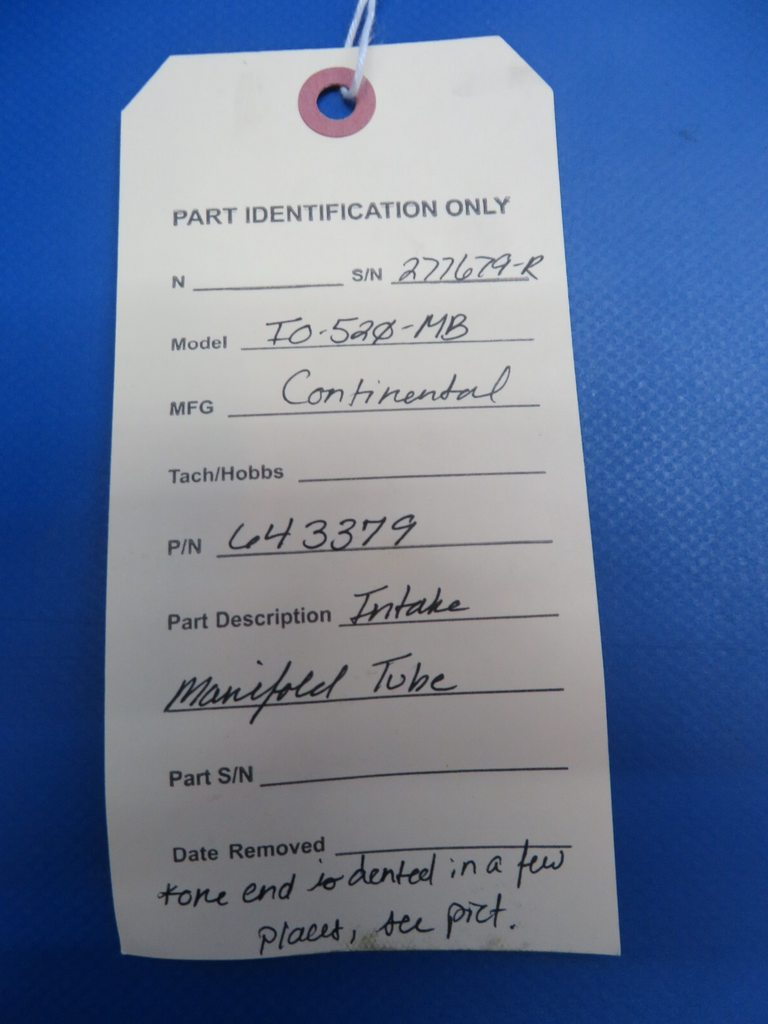 PART IDENTIFICATION ONLY
N S/N 277679-R
Model IO-520-MB
MFG Continental
Tach/Hobbs
P/N 643379
Part Description Intake
Manifold Tube
Part S/N
Date Removed
*one end is dented in a few
places, see pict.